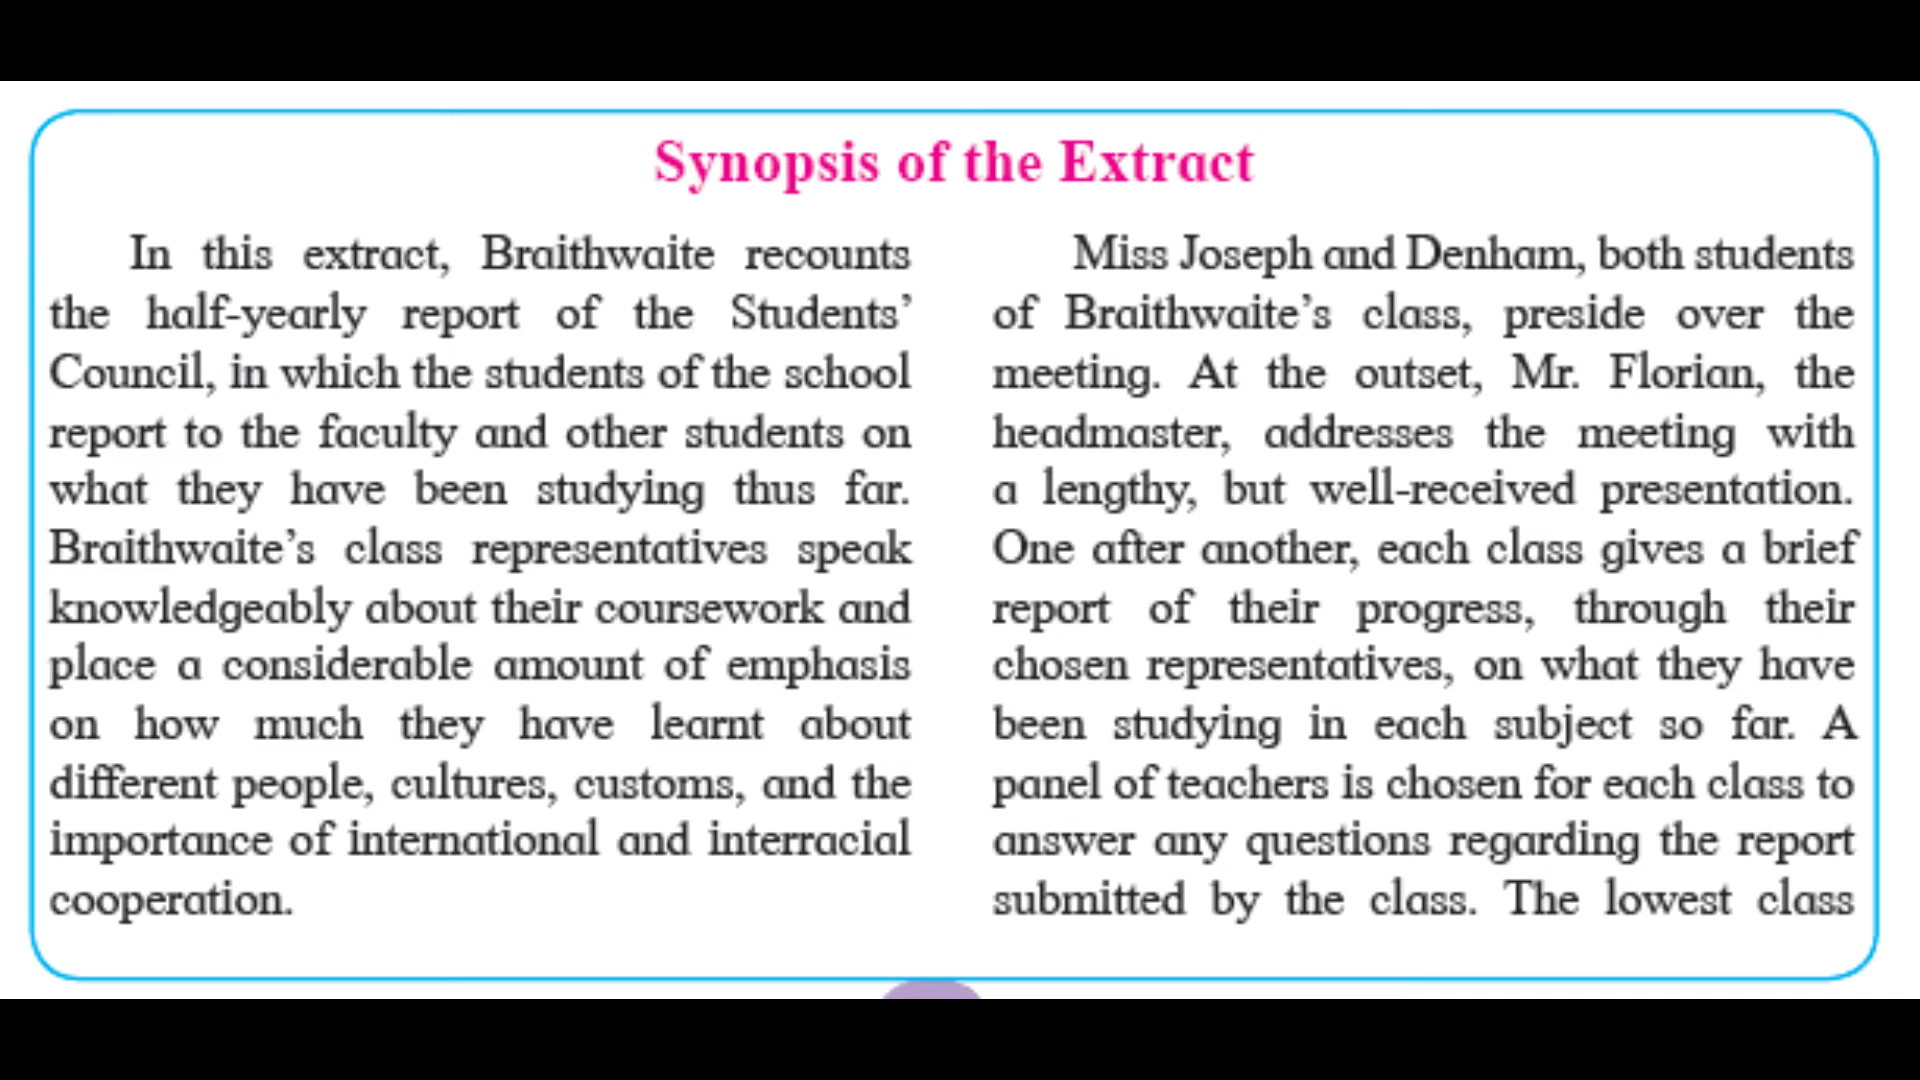 Synopsis of the Extract
In this extract, Braithwaite recounts
the half-yearly report of the Students’
Council, in which the students of the school
report to the faculty and other students on
what they have been studying thus far.
Braithwaite’s class representatives speak
knowledgeably about their coursework and
place a considerable amount of emphasis
on how much they have learnt about
different people, cultures, customs, and the
importance of international and interracial
cooperation.
Miss Joseph and Denham, both students
of Braithwaite’s class, preside over the
meeting. At the outset, Mr. Florian, the
headmaster, addresses the meeting with
a lengthy, but well-received presentation.
One after another, each class gives a brief
report of their progress, through their
chosen representatives, on what they have
been studying in each subject so far. A
panel of teachers is chosen for each class to
answer any questions regarding the report
submitted by the class. The lowest class